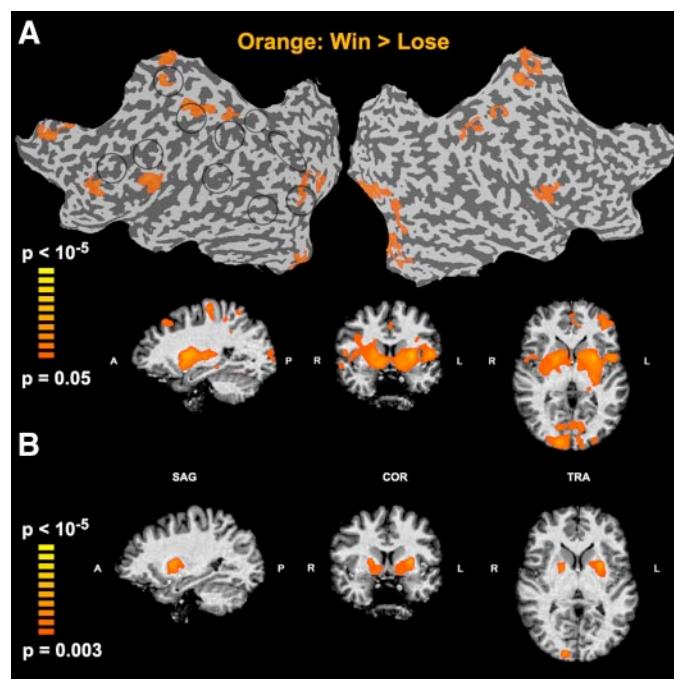 A
Orange: Win > Lose
p < 10-5
p = 0.05
A P R L R L
B
SAG COR TRA
p < 10-5
A P R L R L
p = 0.003